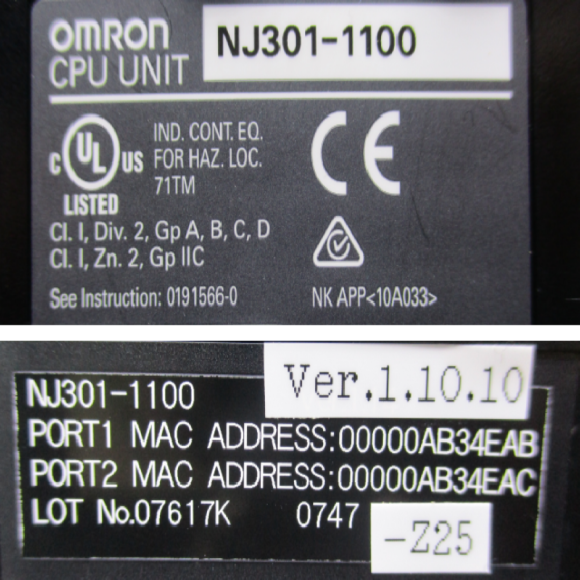 OMRON
NJ301-1100
CPU UNIT
C UL US
LISTED
IND. CONT. EQ.
FOR HAZ. LOC.
71TM
CE
Cl. I, Div. 2, Gp A, B, C, D
Cl. I, Zn. 2, Gp IIC
See Instruction: 0191566-0
NK APP<10A033>
NJ301-1100
Ver.1.10.10
PORT1 MAC ADDRESS:00000AB34EAB
PORT2 MAC ADDRESS:00000AB34EAC
LOT No.07617K 0747
-Z25